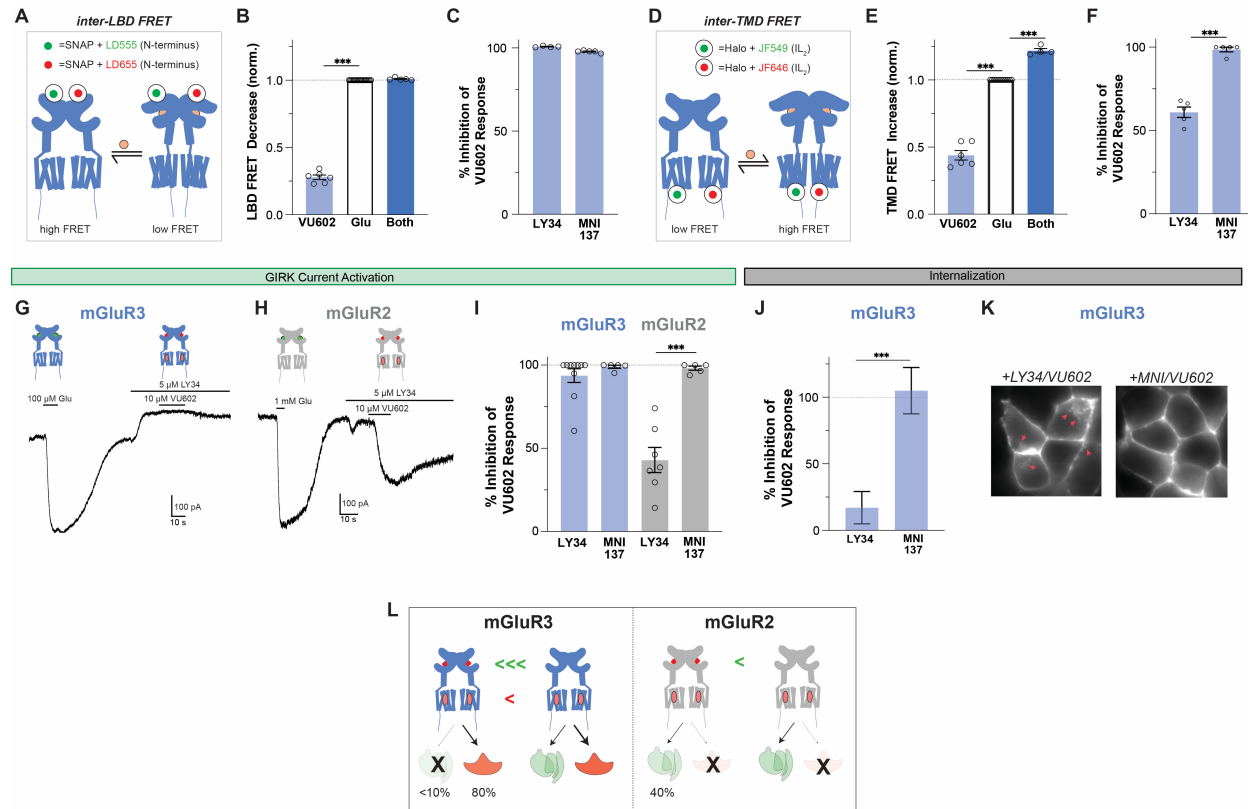 A
inter-LBD FRET
=SNAP + LD555 (N-terminus)
=SNAP + LD655 (N-terminus)
high FRET
low FRET
B
LBD FRET Decrease (norm.)
1.0
0.5
0.0
***
VU602
Glu
Both
C
% Inhibition of
VU602 Response
100
50
0
LY34
MNI
137
D
inter-TMD FRET
=Halo + JF549 (IL2)
=Halo + JF646 (IL2)
low FRET
high FRET
E
TMD FRET Increase (norm.)
1.0
0.5
0.0
***
***
VU602
Glu
Both
F
% Inhibition of
VU602 Response
100
50
0
***
LY34
MNI
137
GIRK Current Activation
Internalization
G
mGluR3
100 µM Glu
5 µM LY34
10 µM VU602
100 pA
10 s
H
mGluR2
1 mM Glu
5 µM LY34
10 µM VU602
100 pA
10 s
I
mGluR3
mGluR2
% Inhibition of
VU602 Response
100
50
0
***
LY34
MNI
137
LY34
MNI
137
J
mGluR3
% Inhibition of
VU602 Response
100
50
0
***
LY34
MNI
137
K
mGluR3
+LY34/VU602
+MNI/VU602
L
mGluR3
<<<
<
X
<10%
80%
mGluR2
<
X
X
40%